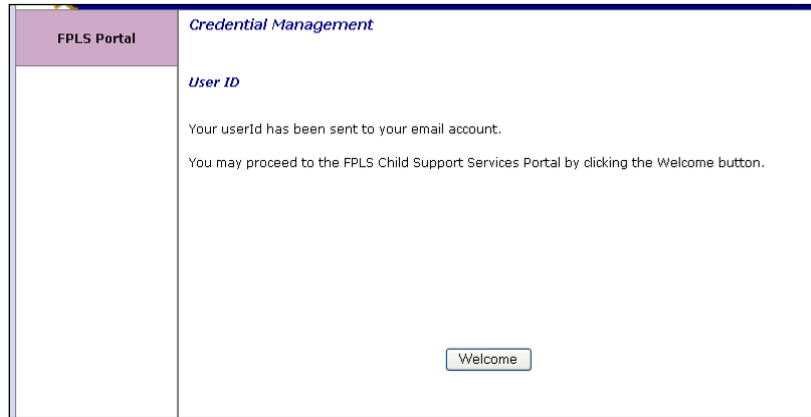 FPLS Portal
Credential Management
User ID
Your userId has been sent to your email account.
You may proceed to the FPLS Child Support Services Portal by clicking the Welcome button.
Welcome